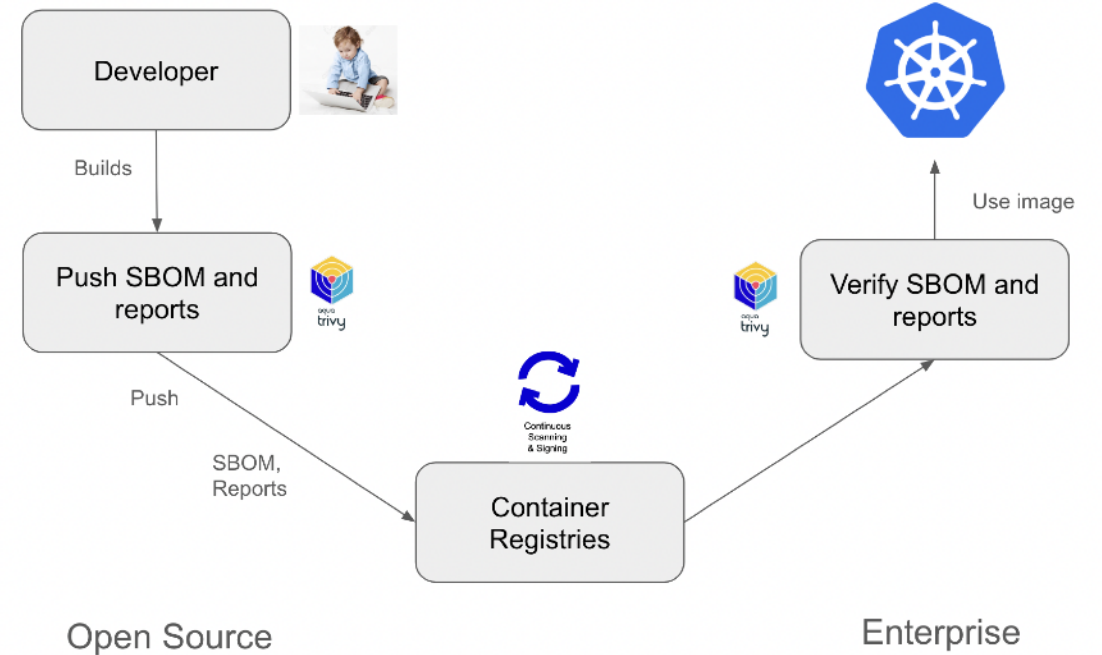 Developer
Builds
Push SBOM and
reports
aqua
trivy
Push
SBOM,
Reports
Continuous
Scanning
& Signing
Container
Registries
aqua
trivy
Verify SBOM and
reports
Use image
Open Source
Enterprise